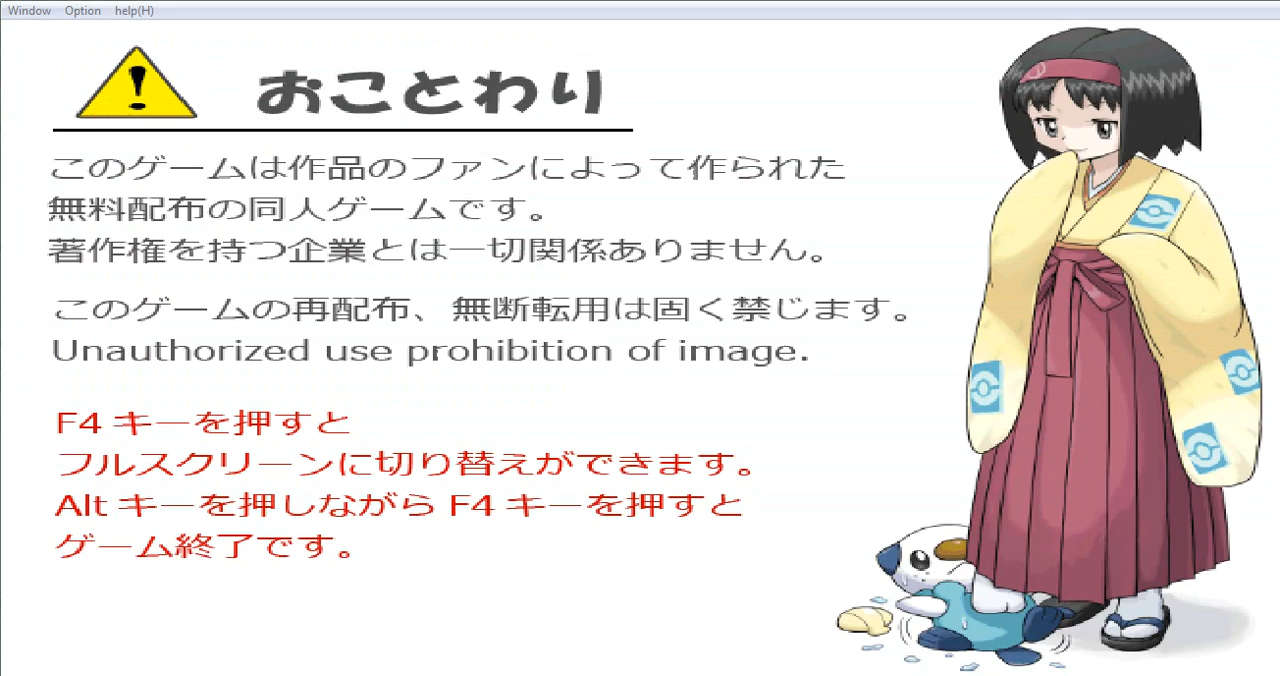 Window Option help(H)
おことわり
このゲームは作品のファンによって作られた
無料配布の同人ゲームです。
著作権を持つ企業とは一切関係ありません。
このゲームの再配布、無断転用は固く禁じます。
Unauthorized use prohibition of image.
F4 キーを押すと
フルスクリーンに切り替えができます。
Alt キーを押しながら F4 キーを押すと
ゲーム終了です。